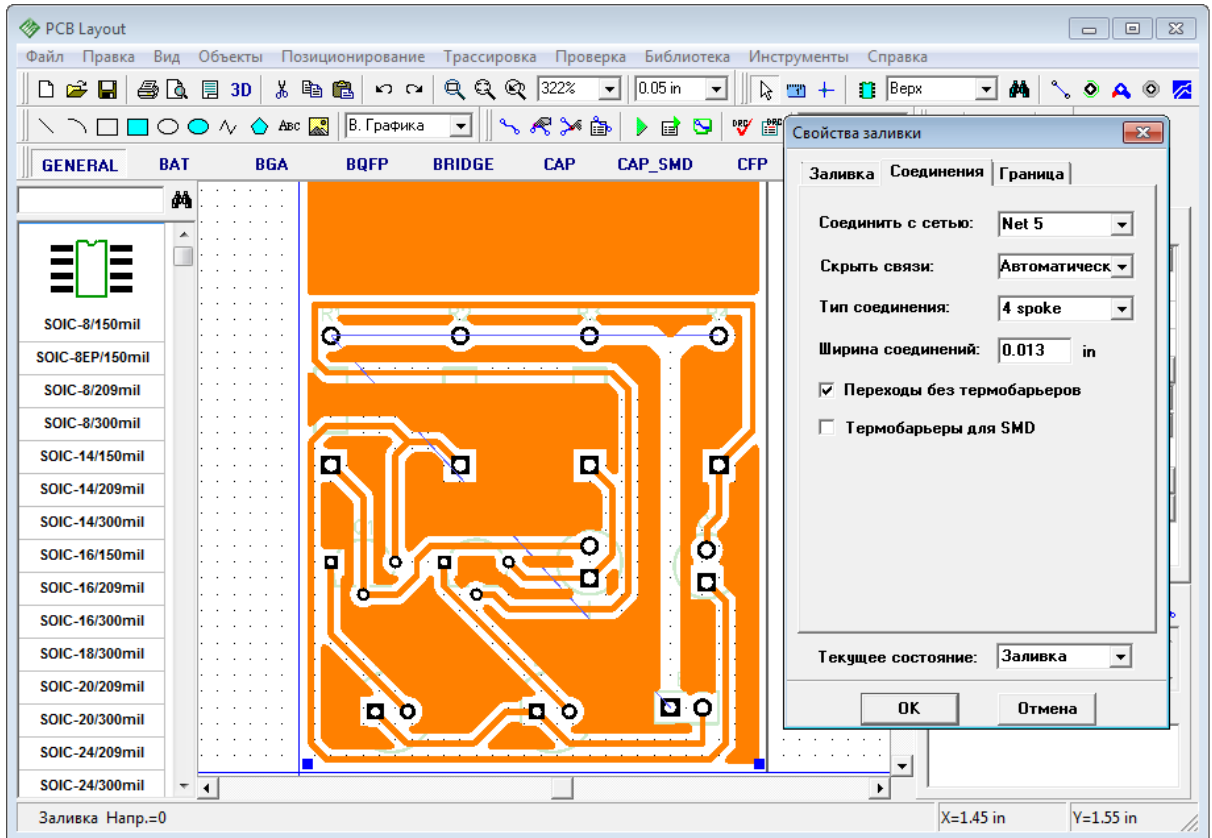 PCB Layout
Файл Правка Вид Объекты Позиционирование Трассировка Проверка Библиотека Инструменты Справка
3D 322% 0.05 in Верх
ABC В. Графика DRC
GENERAL BAT BGA BQFP BRIDGE CAP CAP_SMD CFP
SOIC-8/150mil
SOIC-8EP/150mil
SOIC-8/209mil
SOIC-8/300mil
SOIC-14/150mil
SOIC-14/209mil
SOIC-14/300mil
SOIC-16/150mil
SOIC-16/209mil
SOIC-16/300mil
SOIC-18/300mil
SOIC-20/209mil
SOIC-20/300mil
SOIC-24/209mil
SOIC-24/300mil
R1 R2 R3 R4
Свойства заливки
Заливка Соединения Граница
Соединить с сетью: Net 5
Скрыть связи: Автоматическ
Тип соединения: 4 spoke
Ширина соединений: 0.013 in
Переходы без термобарьеров
Термобарьеры для SMD
Текущее состояние: Заливка
OK Отмена
Заливка Напр.=0 X=1.45 in Y=1.55 in